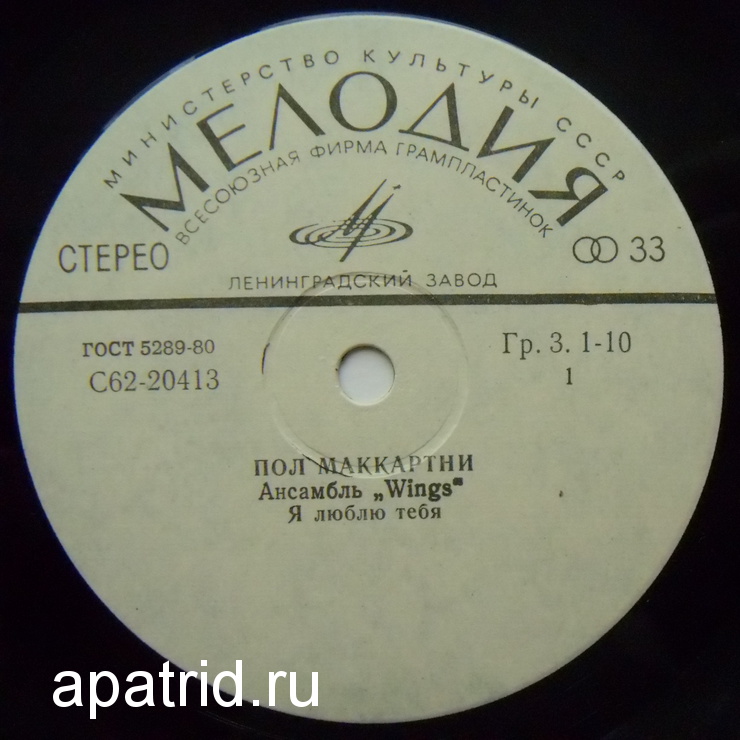 МИНИСТЕРСТВО КУЛЬТУРЫ СССР
МЕЛОДИЯ
ВСЕСОЮЗНАЯ ФИРМА ГРАМПЛАСТИНОК
СТЕРЕО
33
ЛЕНИНГРАДСКИЙ ЗАВОД
ГОСТ 5289-80
Гр. 3. 1-10
С62-20413
1
ПОЛ МАККАРТНИ
Ансамбль „Wings“
Я люблю тебя
apatrid.ru